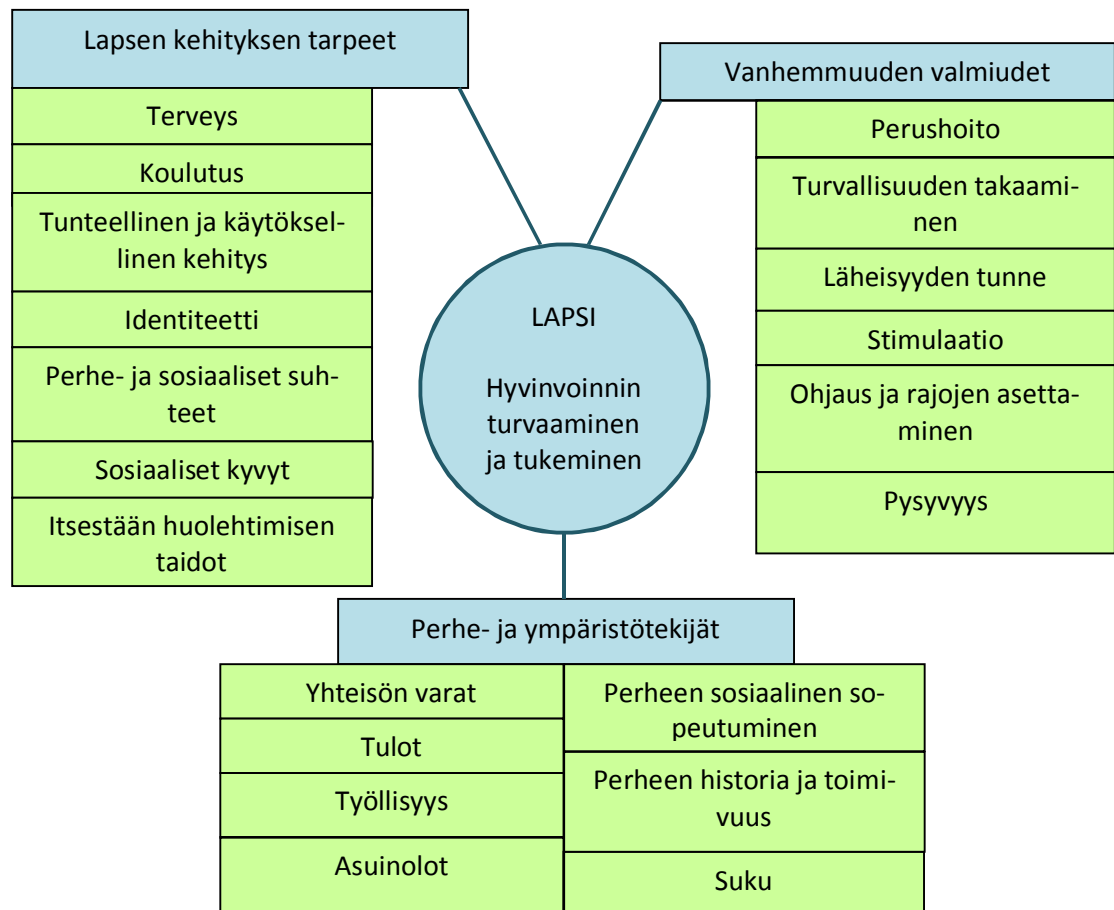 Lapsen kehityksen tarpeet
Terveys
Koulutus
Tunteellinen ja käytöksel-
linen kehitys
Identiteetti
Perhe- ja sosiaaliset suh-
teet
Sosiaaliset kyvyt
Itsestään huolehtimisen
taidot
Vanhemmuuden valmiudet
Perushoito
Turvallisuuden takaami-
nen
Läheisyyden tunne
Stimulaatio
Ohjaus ja rajojen asetta-
minen
Pysyvyys
LAPSI
Hyvinvoinnin
turvaaminen
ja tukeminen
Perhe- ja ympäristötekijät
Yhteisön varat
Tulot
Työllisyys
Asuinolot
Perheen sosiaalinen so-
peutuminen
Perheen historia ja toimi-
vuus
Suku